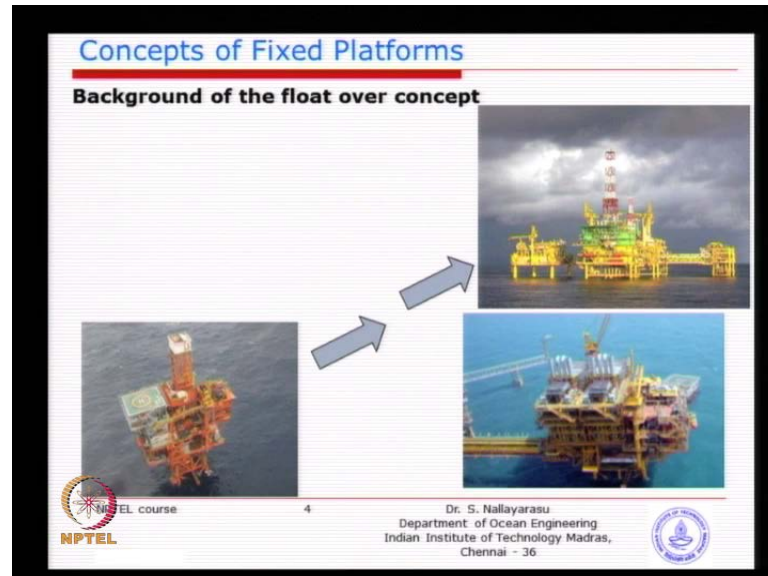 Concepts of Fixed Platforms
Background of the float over concept
NPTEL course
4
Dr. S. Nallayarasu
Department of Ocean Engineering
Indian Institute of Technology Madras,
Chennai - 36
NPTEL